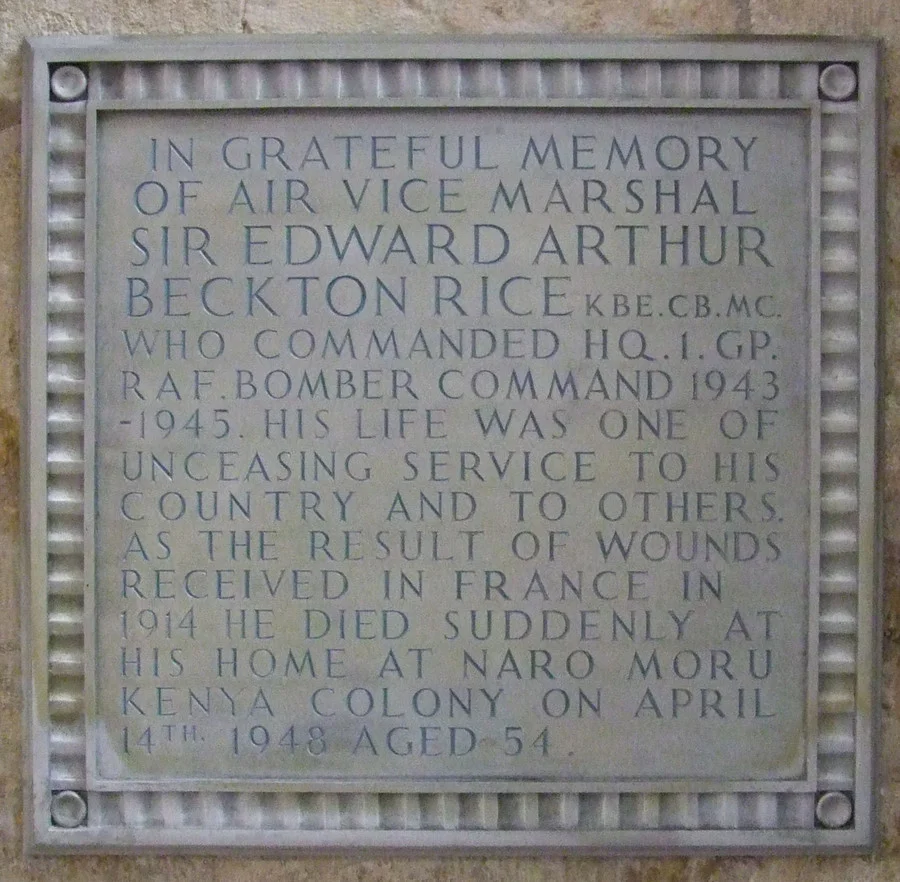 IN GRATEFUL MEMORY
OF AIR VICE MARSHAL
SIR EDWARD ARTHUR
BECKTON RICE KBE.CB.MC.
WHO COMMANDED HQ.1.GP.
RAF.BOMBER COMMAND 1943
-1945. HIS LIFE WAS ONE OF
UNCEASING SERVICE TO HIS
COUNTRY AND TO OTHERS.
AS THE RESULT OF WOUNDS
RECEIVED IN FRANCE IN
1914 HE DIED SUDDENLY AT
HIS HOME AT NARO MORU
KENYA COLONY ON APRIL
14TH. 1948 AGED 54.